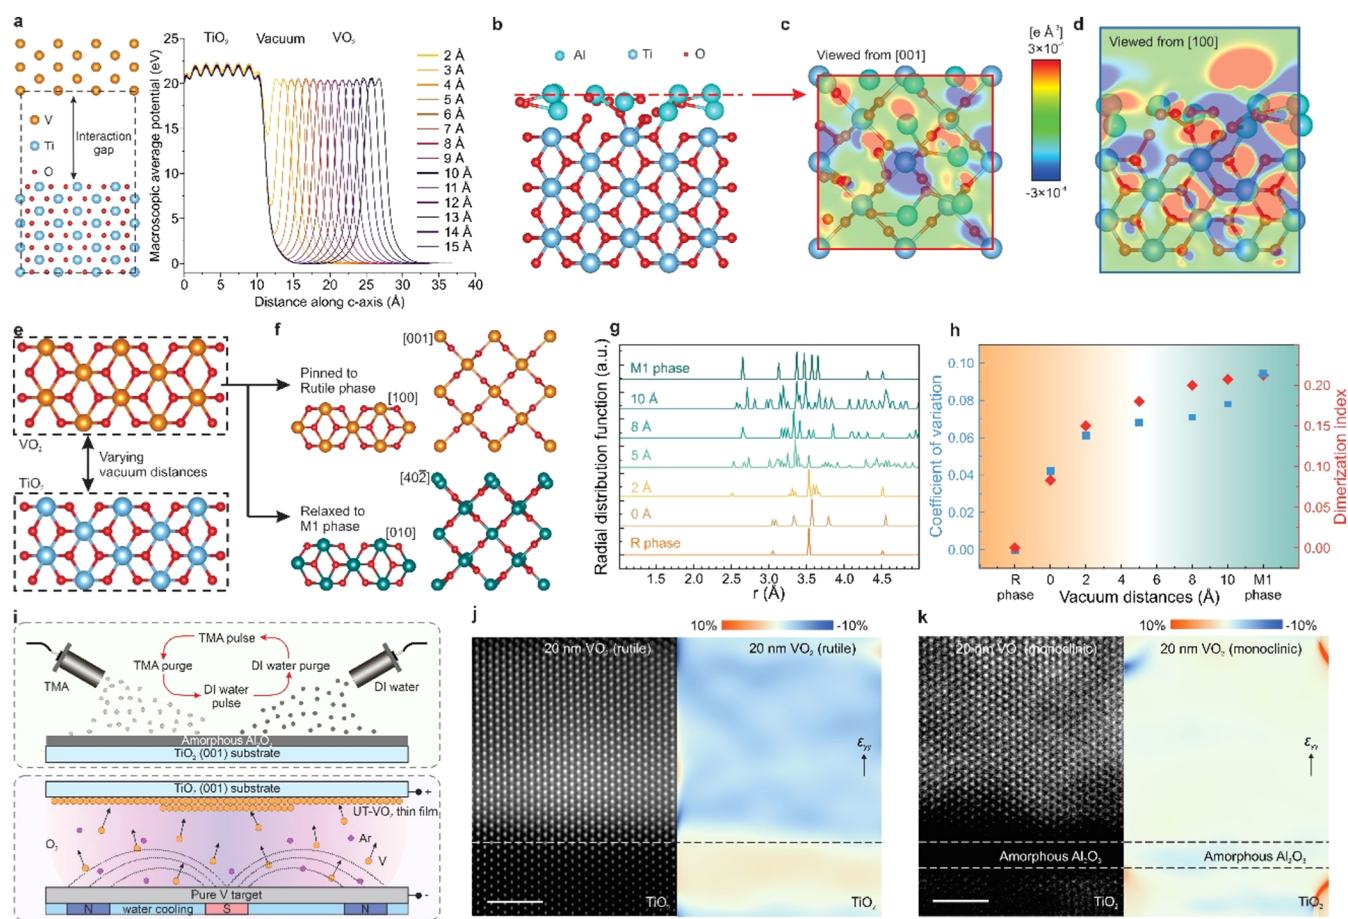 a
TiO₂ Vacuum VO₂
25
20
15
10
5
0
Macroscopic average potential (eV)
0 5 10 15 20 25 30 35 40
Distance along c-axis (Å)
V
Ti
O
Interaction
gap
2 Å
3 Å
4 Å
5 Å
6 Å
7 Å
8 Å
9 Å
10 Å
11 Å
12 Å
13 Å
14 Å
15 Å
b
Al Ti O
c
Viewed from [001]
[e Å⁻³]
3×10⁻⁴
-3×10⁻⁴
d
Viewed from [100]
e
VO₂
Varying
vacuum distances
TiO₂
f
[001]
Pinned to
Rutile phase
[100]
[402̅]
Relaxed to
M1 phase
[010]
g
Radial distribution function (a.u.)
M1 phase
10 Å
8 Å
5 Å
2 Å
0 Å
R phase
1.5 2.0 2.5 3.0 3.5 4.0 4.5
r (Å)
h
Coefficient of variation
0.10
0.08
0.06
0.04
0.02
0.00
Dimerization index
0.20
0.15
0.10
0.05
0.00
R
phase
0 2 4 6 8 10
M1
phase
Vacuum distances (Å)
i
TMA pulse
TMA purge
DI water purge
DI water
pulse
TMA
DI water
Amorphous Al₂O₃
TiO₂ (001) substrate
TiO₂ (001) substrate
+
UT-VO₂ thin film
O₂
Ar
V
Pure V target
-
N water cooling S N
j
10% -10%
20 nm VO₂ (rutile)
20 nm VO₂ (rutile)
εyy
TiO₂
TiO₂
k
10% -10%
20 nm VO₂ (monoclinic)
20 nm VO₂ (monoclinic)
εyy
Amorphous Al₂O₃
Amorphous Al₂O₃
TiO₂
TiO₂